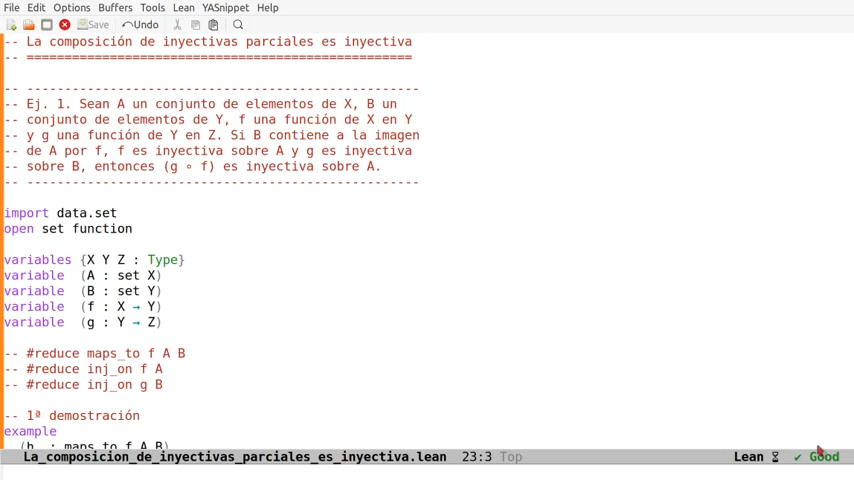 File Edit Options Buffers Tools Lean YASnippet Help
Save Undo
-- La composición de inyectivas parciales es inyectiva
-- ===================================================
-- ----------------------------------------------------
-- Ej. 1. Sean A un conjunto de elementos de X, B un
-- conjunto de elementos de Y, f una función de X en Y
-- y g una función de Y en Z. Si B contiene a la imagen
-- de A por f, f es inyectiva sobre A y g es inyectiva
-- sobre B, entonces (g ∘ f) es inyectiva sobre A.
-- ----------------------------------------------------
import data.set
open set function
variables {X Y Z : Type}
variable  (A : set X)
variable  (B : set Y)
variable  (f : X → Y)
variable  (g : Y → Z)
-- #reduce maps_to f A B
-- #reduce inj_on f A
-- #reduce inj_on g B
-- 1ª demostración
example
: maps_to f A B)
La_composicion_de_inyectivas_parciales_es_inyectiva.lean 23:3 Top Lean ⌛ ✔ Good